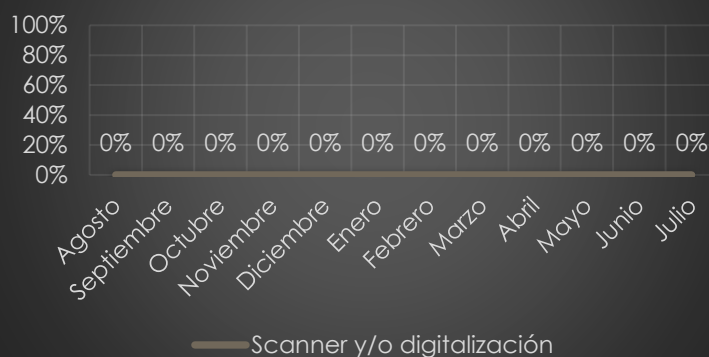 100%
80%
60%
40%
20%
0%
0% 0% 0% 0% 0% 0% 0% 0% 0% 0% 0% 0%
Agosto
Septiembre
Octubre
Noviembre
Diciembre
Enero
Febrero
Marzo
Abril
Mayo
Junio
Julio
Scanner y/o digitalización